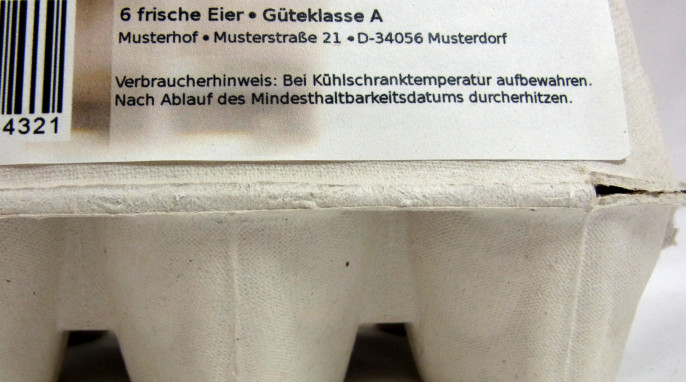 6 frische Eier • Güteklasse A
Musterhof • Musterstraße 21 • D-34056 Musterdorf
Verbraucherhinweis: Bei Kühlschranktemperatur aufbewahren.
Nach Ablauf des Mindesthaltbarkeitsdatums durcherhitzen.
4321